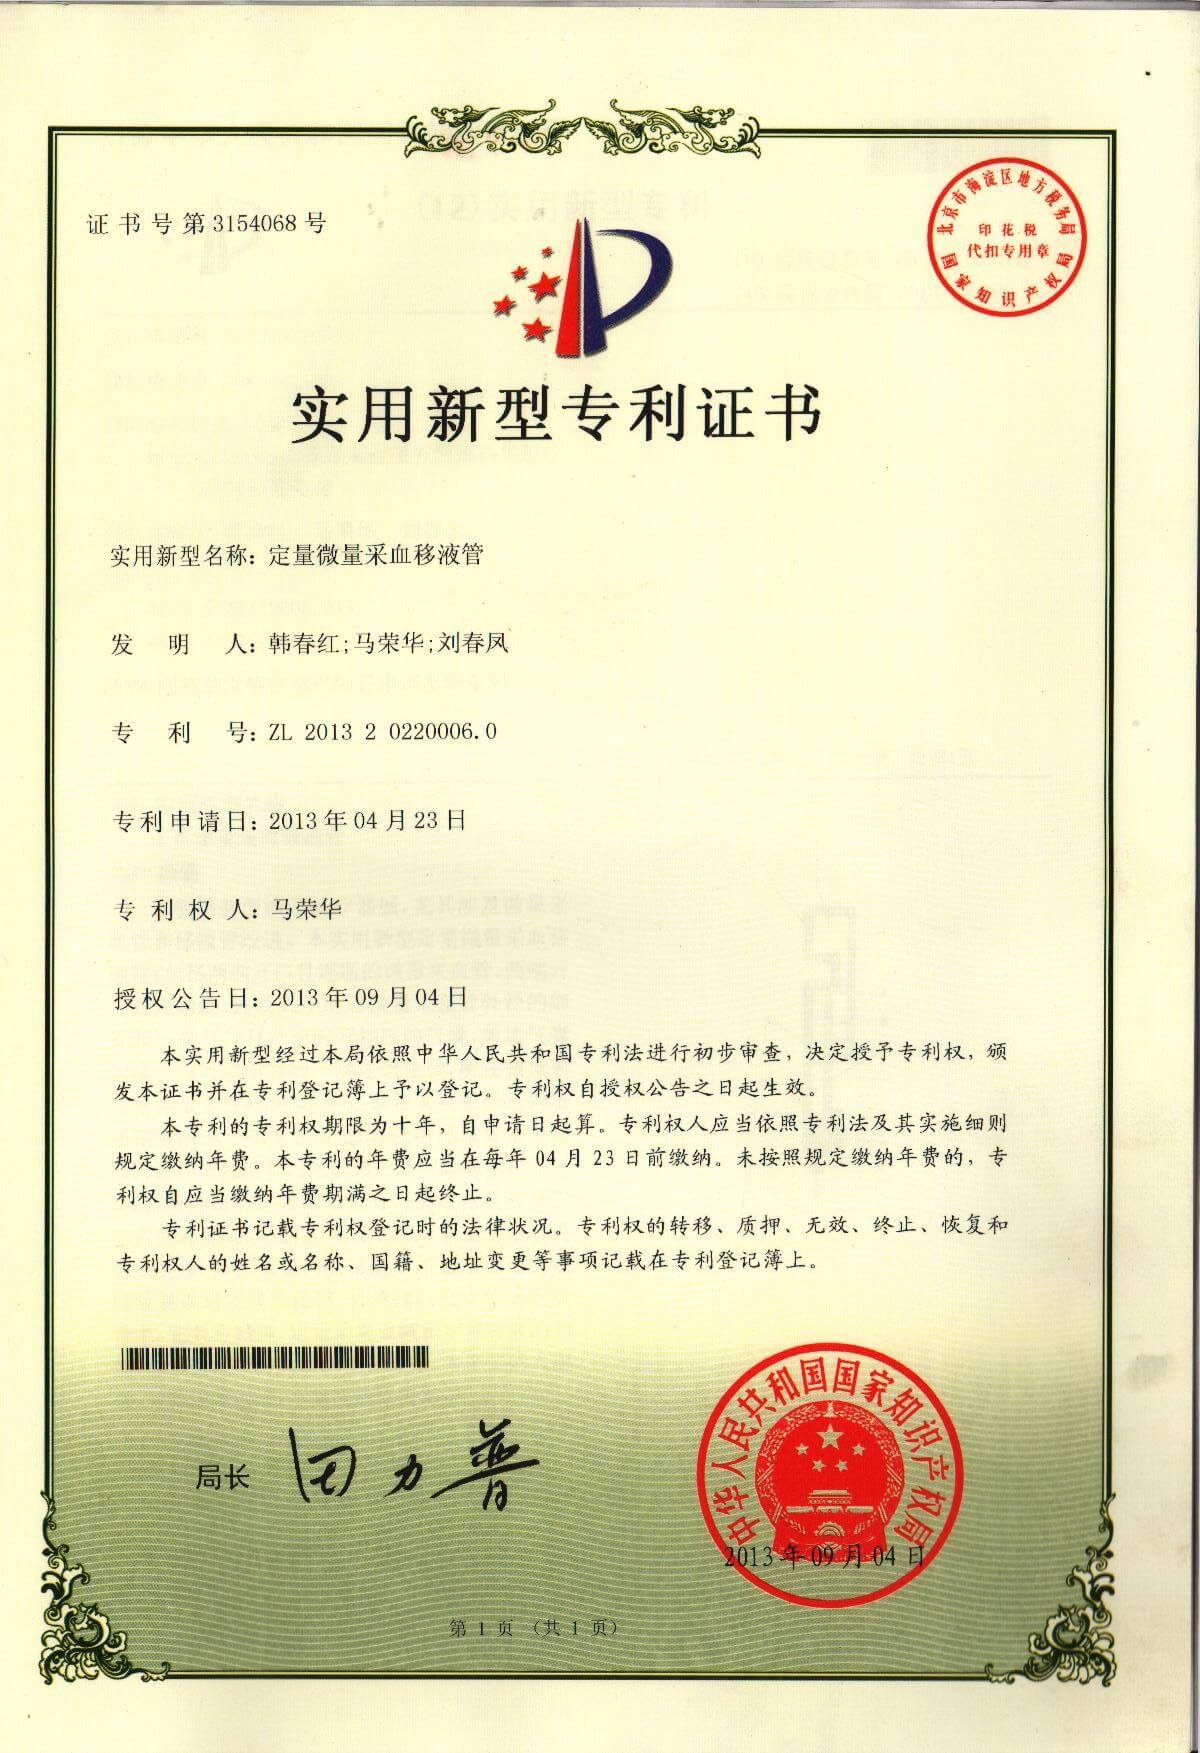 证书号第3154068号
北京市海淀区地方税务局
印花税
代扣专用章
国家知识产权局
实用新型专利证书
实用新型名称：定量微量采血移液管
发明人：韩春红;马荣华;刘春凤
专利号：ZL 2013 2 0220006.0
专利申请日：2013年04月23日
专利权人：马荣华
授权公告日：2013年09月04日
本实用新型经过本局依照中华人民共和国专利法进行初步审查，决定授予专利权，颁
发本证书并在专利登记簿上予以登记。专利权自授权公告之日起生效。
本专利的专利权期限为十年，自申请日起算。专利权人应当依照专利法及其实施细则
规定缴纳年费。本专利的年费应当在每年04月23日前缴纳。未按照规定缴纳年费的，专
利权自应当缴纳年费期满之日起终止。
专利证书记载专利权登记时的法律状况。专利权的转移、质押、无效、终止、恢复和
专利权人的姓名或名称、国籍、地址变更等事项记载在专利登记簿上。
局长 田力普
中华人民共和国国家知识产权局
2013年09月04日
第1页（共1页）